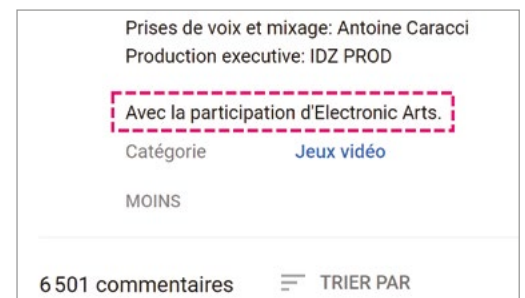 Prises de voix et mixage: Antoine Caracci
Production executive: IDZ PROD
Avec la participation d'Electronic Arts.
Catégorie Jeux vidéo
MOINS
6 501 commentaires TRIER PAR